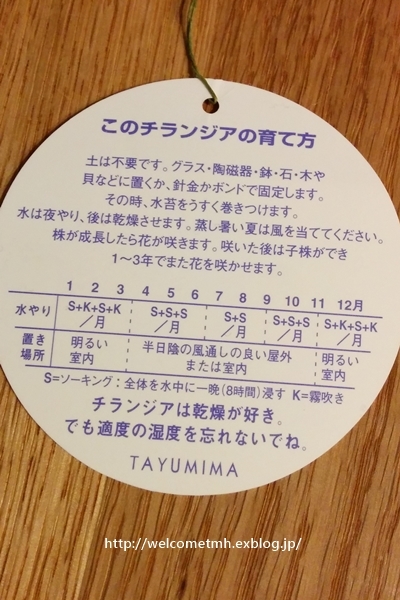 このチランジアの育て方
土は不要です。グラス・陶磁器・鉢・石・木や
貝などに置くか、針金かボンドで固定します。
その時、水苔をうすく巻きつけます。
水は夜やり、後は乾燥させます。蒸し暑い夏は風を当ててください。
株が成長したら花が咲きます。咲いた後は子株ができ
1〜3年でまた花を咲かせます。
1 2 3 4 5 6 7 8 9 10 11 12月
水やり S+K+S+K/月 S+S+S/月 S+S/月 S+S+S/月 S+K+S+K/月
置き場所 明るい室内 半日陰の風通しの良い屋外または室内 明るい室内
S=ソーキング：全体を水中に一晩(8時間)浸す K=霧吹き
チランジアは乾燥が好き。
でも適度の湿度を忘れないでね。
TAYUMIMA
http://welcometmh.exblog.jp/